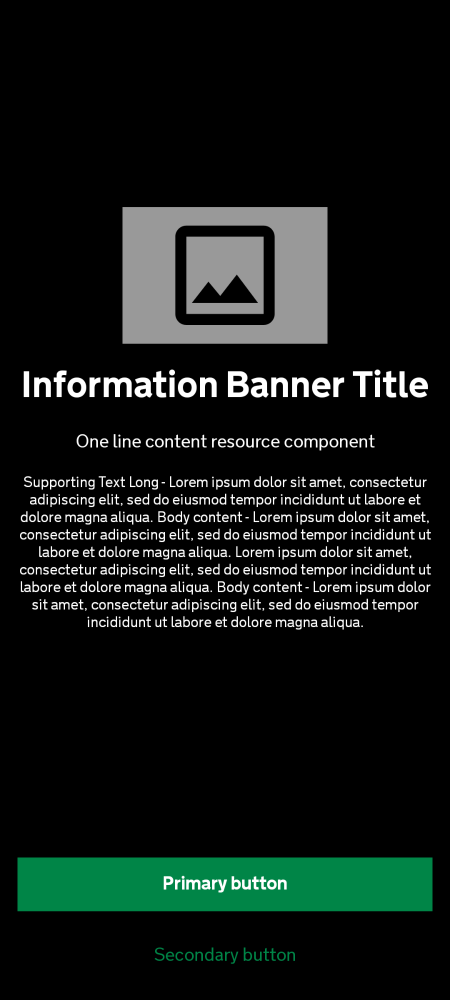 Information Banner Title
One line content resource component
Supporting Text Long - Lorem ipsum dolor sit amet, consectetur
adipiscing elit, sed do eiusmod tempor incididunt ut labore et
dolore magna aliqua. Body content - Lorem ipsum dolor sit amet,
consectetur adipiscing elit, sed do eiusmod tempor incididunt ut
labore et dolore magna aliqua. Lorem ipsum dolor sit amet,
consectetur adipiscing elit, sed do eiusmod tempor incididunt ut
labore et dolore magna aliqua. Body content - Lorem ipsum dolor
sit amet, consectetur adipiscing elit, sed do eiusmod tempor
incididunt ut labore et dolore magna aliqua.
Primary button
Secondary button